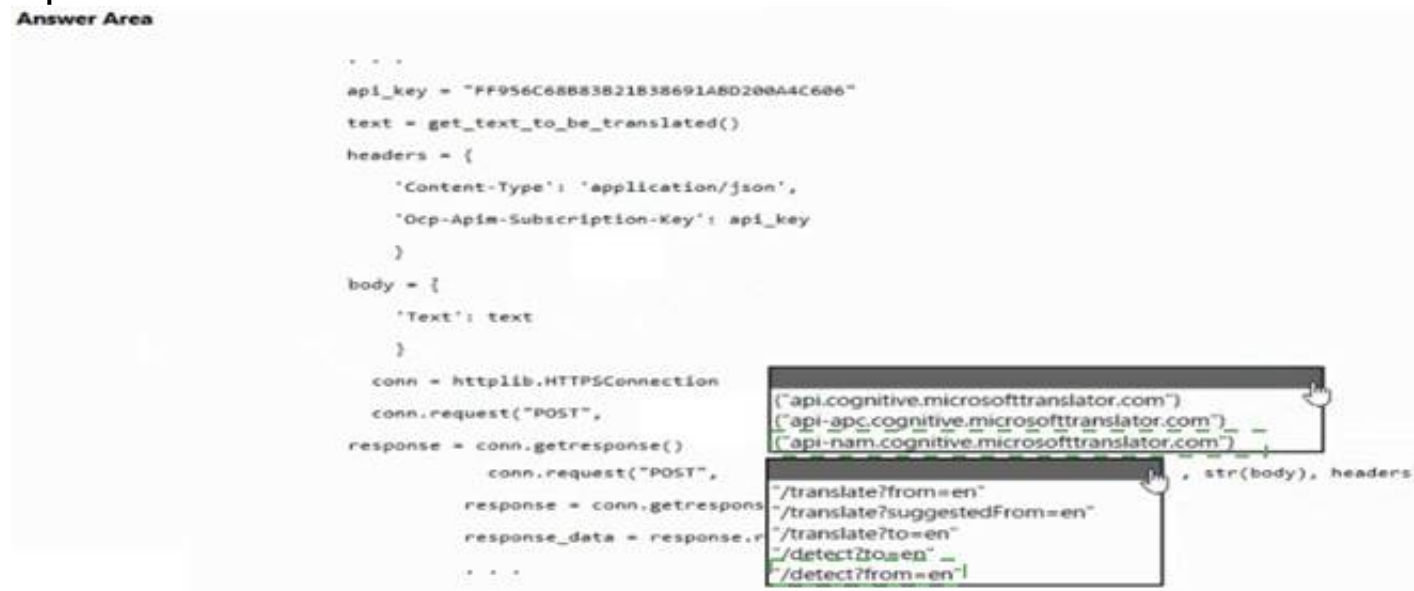 Answer Area
. . .
api_key = "FF956C68B83B21B38691ABD200A4C606"
text = get_text_to_be_translated()
headers = {
'Content-Type': 'application/json',
'Ocp-Apim-Subscription-Key': api_key
}
body = {
'Text': text
}
conn = httplib.HTTPSConnection
("api.cognitive.microsofttranslator.com")
("api-apc.cognitive.microsofttranslator.com")
("api-nam.cognitive.microsofttranslator.com")
conn.request("POST",
response = conn.getresponse()
conn.request("POST", , str(body), headers
"/translate?from=en"
"/translate?suggestedFrom=en"
"/translate?to=en"
"/detect?to=en"
"/detect?from=en"
response = conn.getrespons
response_data = response.r
. . .